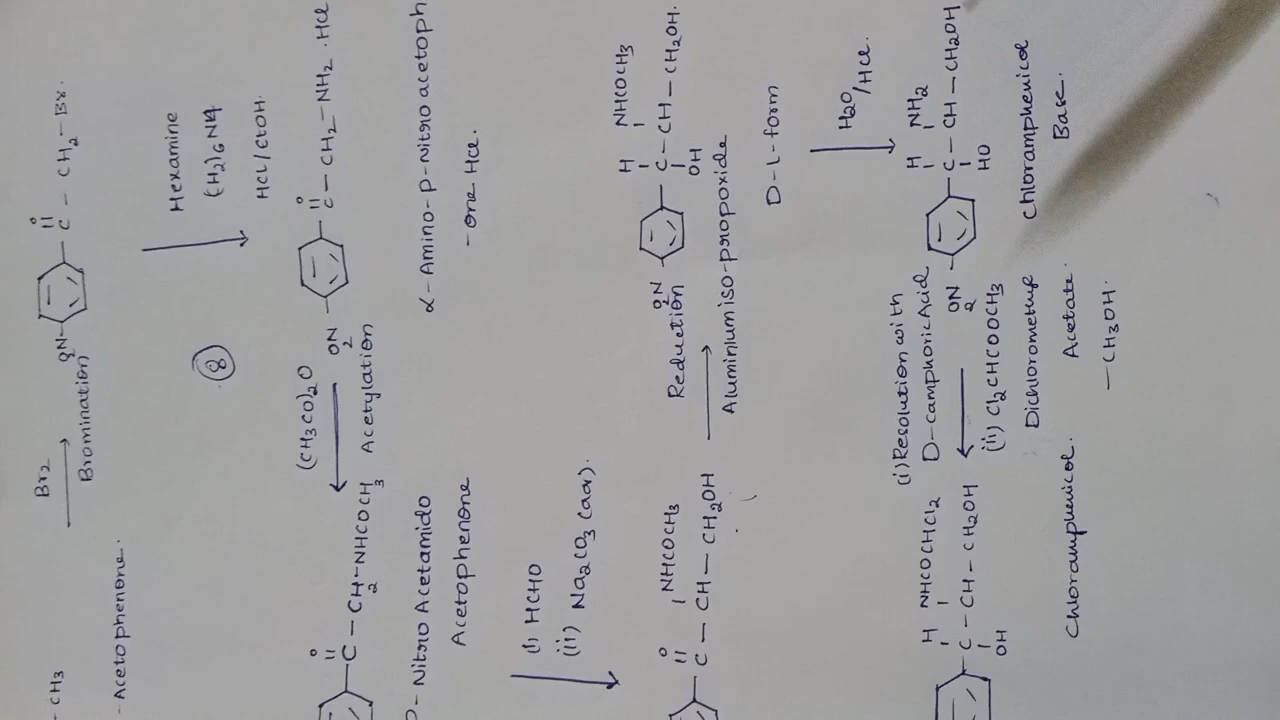 - CH3
Br2
Bromination
O2N
O
C - CH2 - Br.
- Acetophenone.
8
Hexamine
(CH2)6 N4
HCl/EtOH.
O2N
O
C - CH2 - NH2 .HCl
α - Amino - p - Nitro acetoph
- one HCl.
(CH3CO)2O
Acetylation
O
C - CH2 - NHCOCH3
- Nitro Acetamido
Acetophenone
(i) HCHO
(ii) Na2CO3 (aq).
O NHCOCH3
C - CH - CH2OH
Reduction
Aluminium iso-propoxide
O2N
H NHCOCH3
C - CH - CH2OH.
OH
D - L - form
H2O/HCl.
H NH2
C - CH - CH2OH
HO
O2N
Chloramphenicol
Base.
(i) Resolution with
D-Camphoric Acid
(ii) Cl2CHCOOCH3
Dichloromethyl
Acetate.
- CH3OH.
H NHCOCHCl2
C - CH - CH2OH
OH
Chloramphenicol.